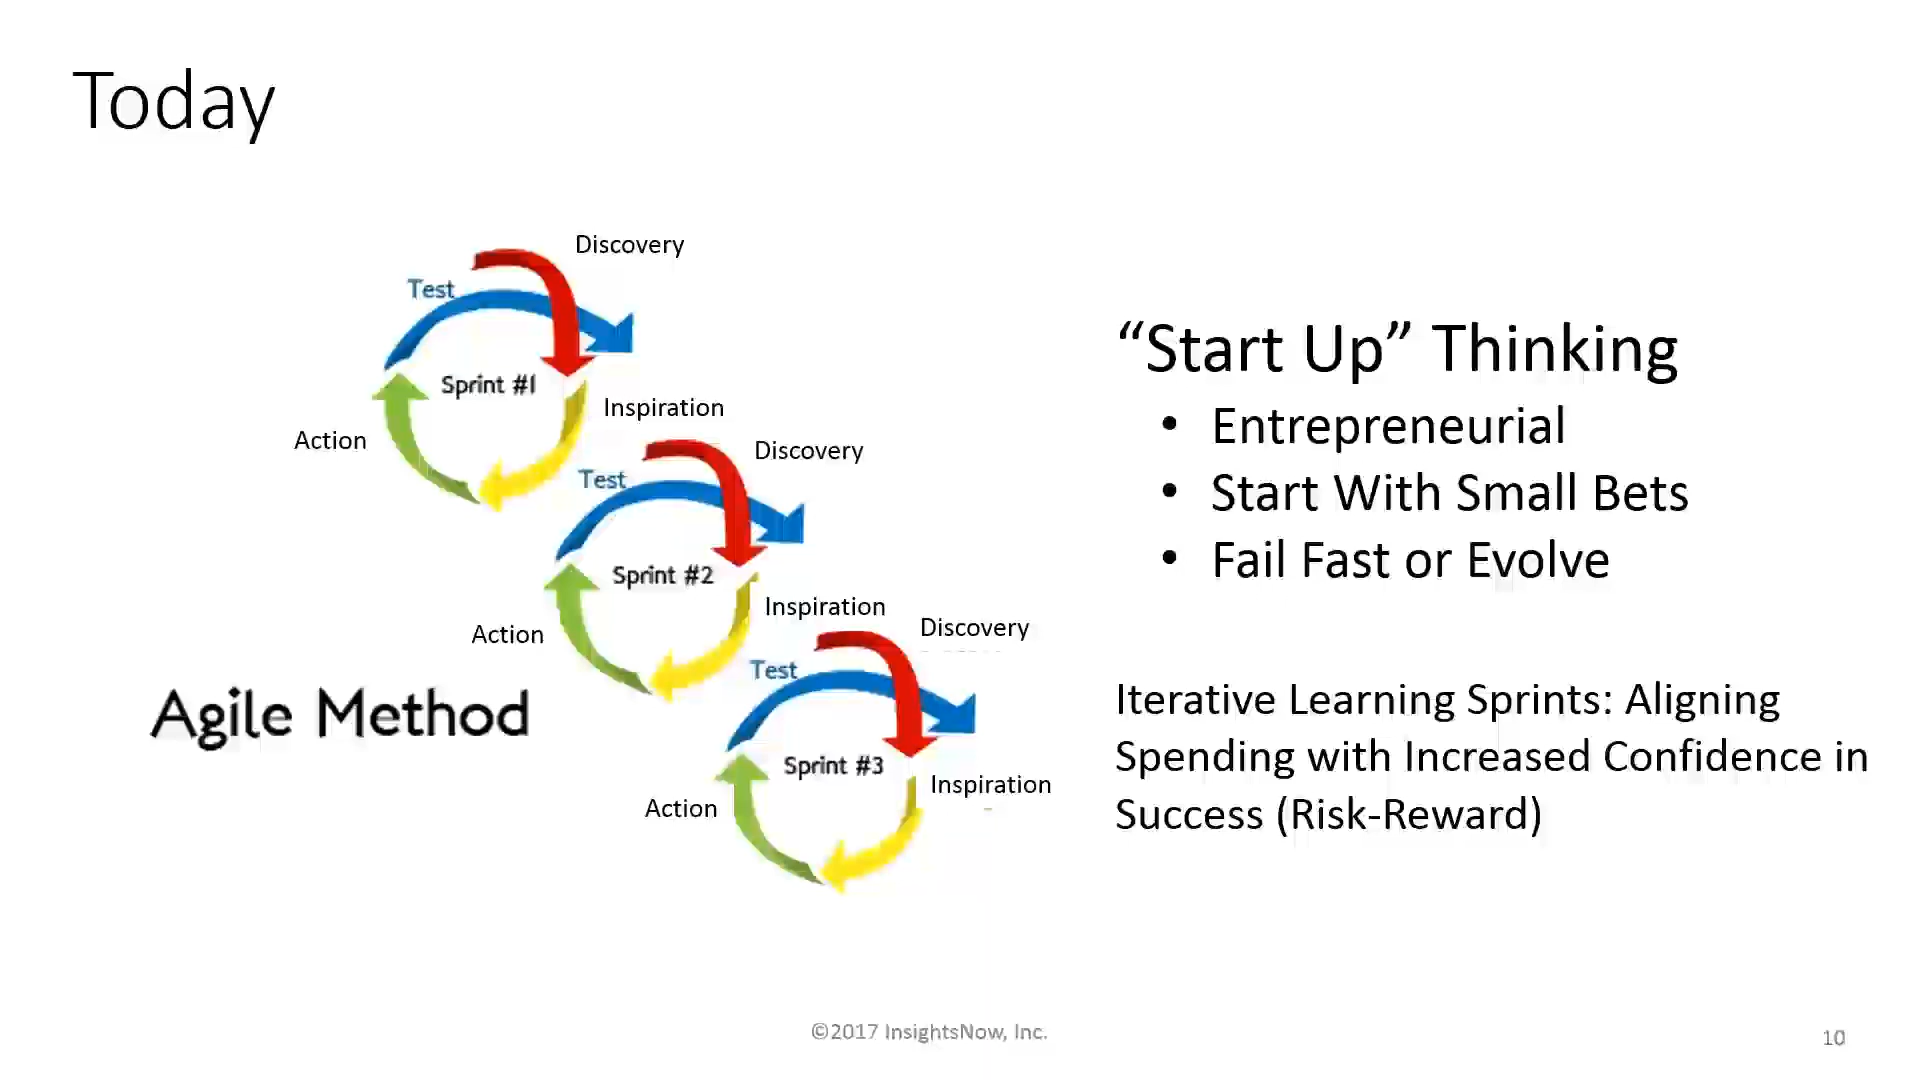 Today
Discovery
Test
Sprint #1
Inspiration
Action
Discovery
Test
Sprint #2
Inspiration
Action
Discovery
Test
Sprint #3
Inspiration
Action
Agile Method
“Start Up” Thinking
• Entrepreneurial
• Start With Small Bets
• Fail Fast or Evolve
Iterative Learning Sprints: Aligning
Spending with Increased Confidence in
Success (Risk-Reward)
©2017 InsightsNow, Inc.
10